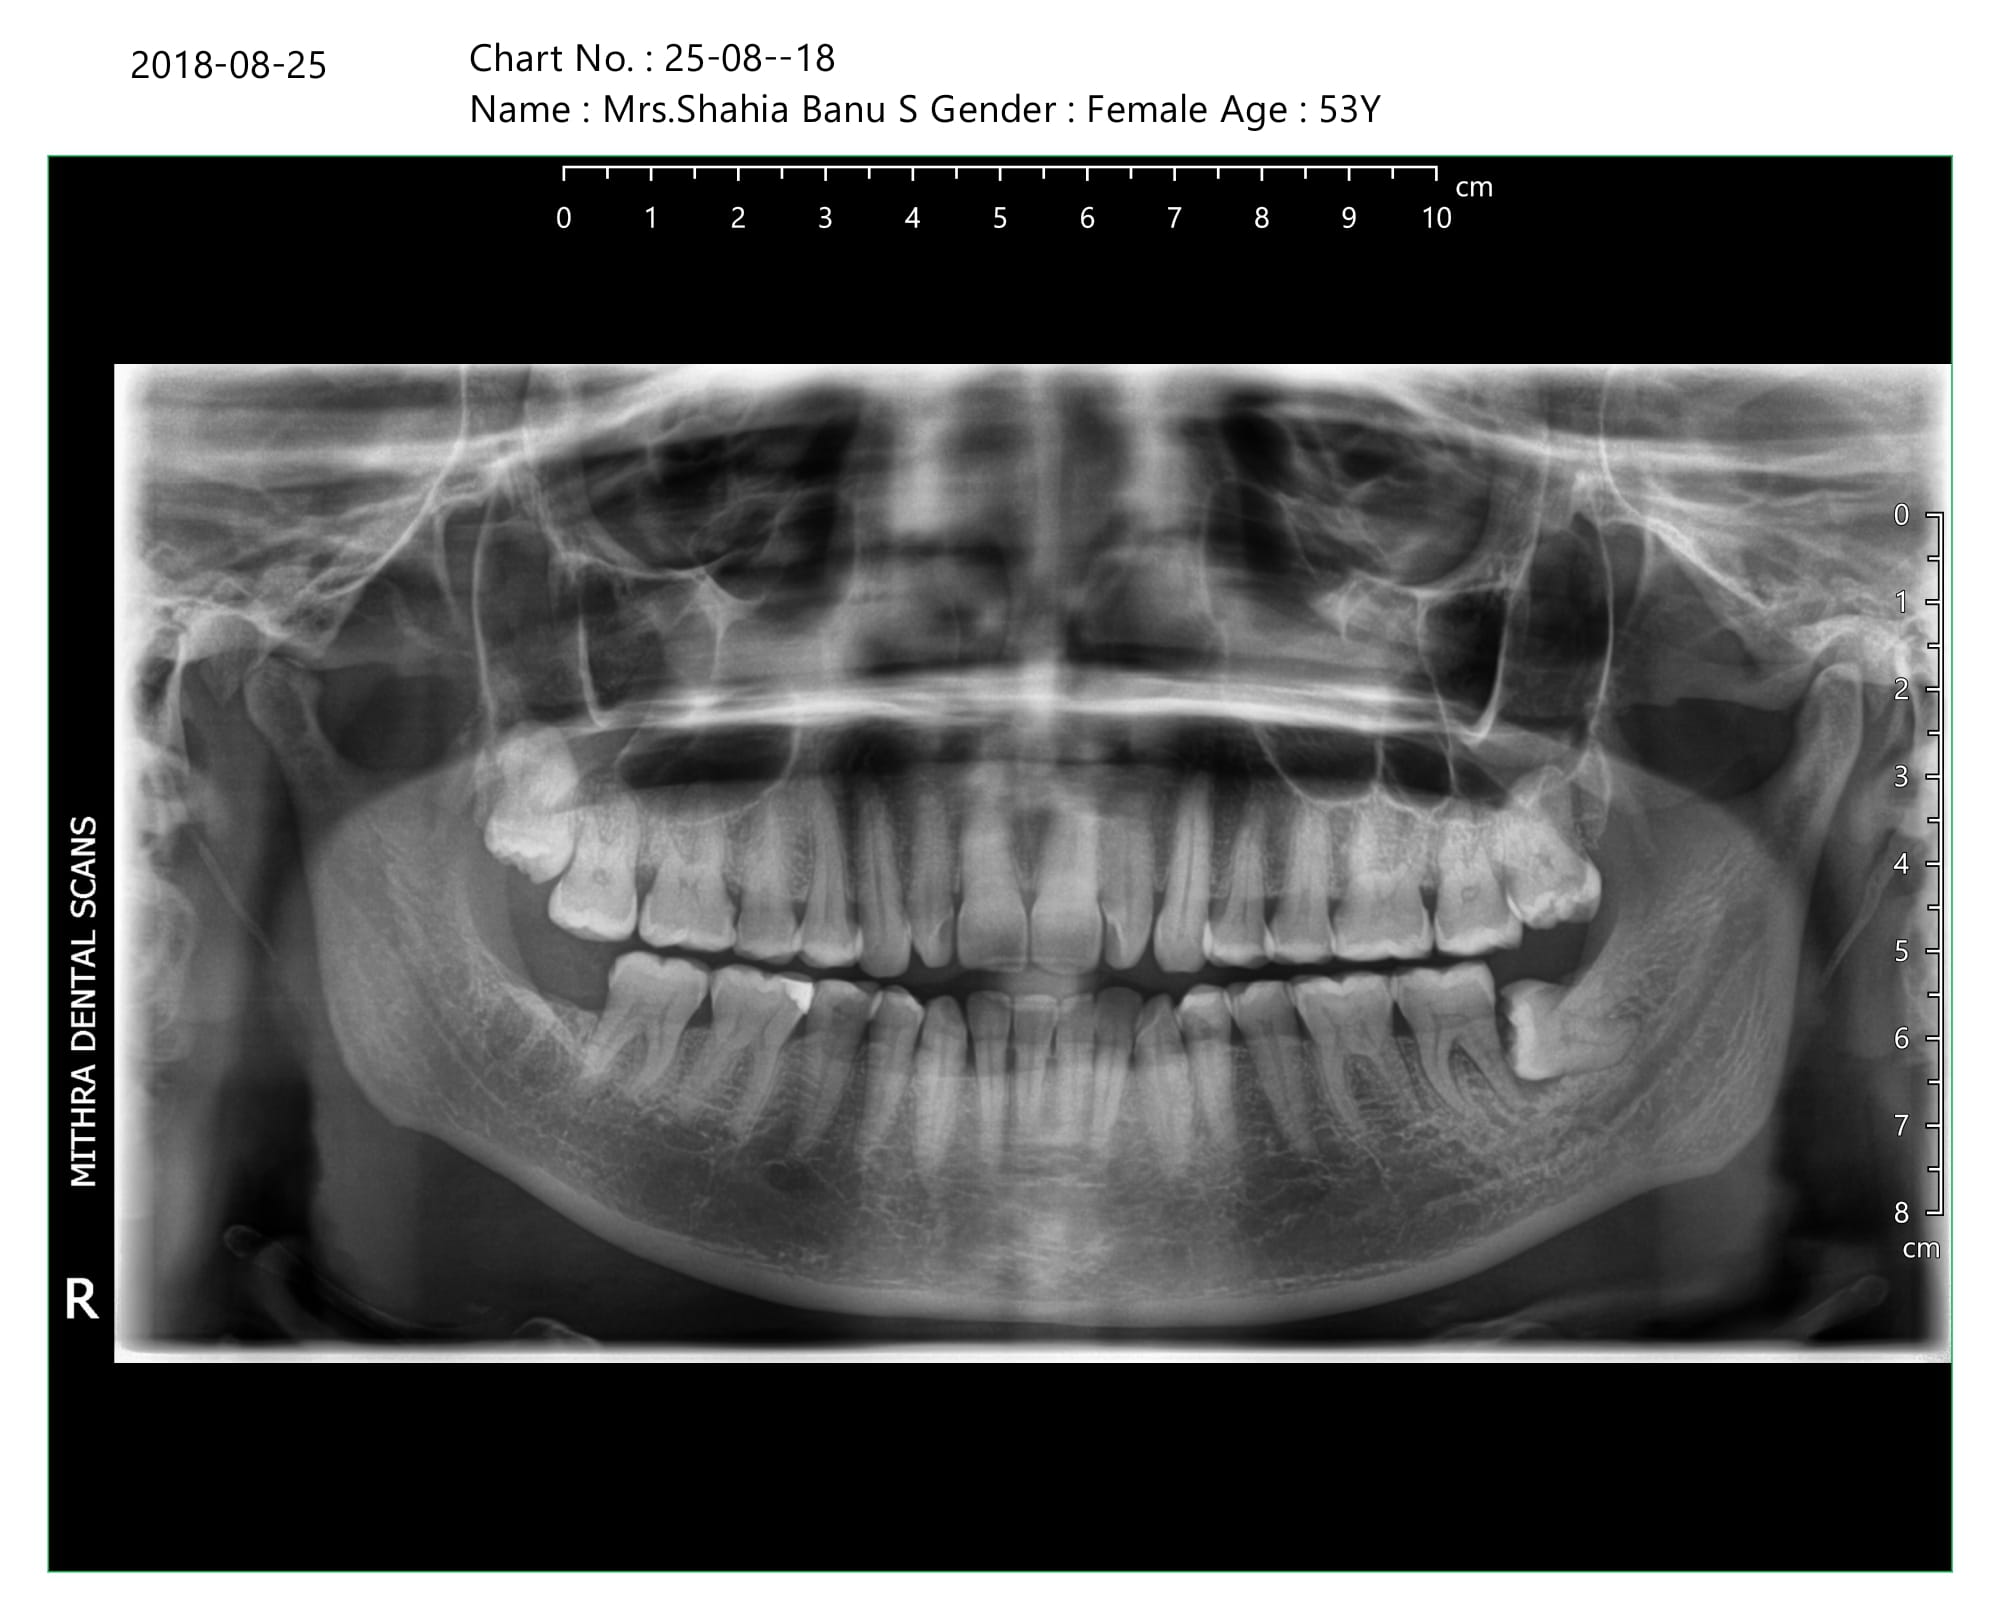 2018-08-25
Chart No. : 25-08--18
Name : Mrs.Shahia Banu S Gender : Female Age : 53Y
cm
0 1 2 3 4 5 6 7 8 9 10
0
1
2
3
4
5
6
7
8
cm
MITHRA DENTAL SCANS
R